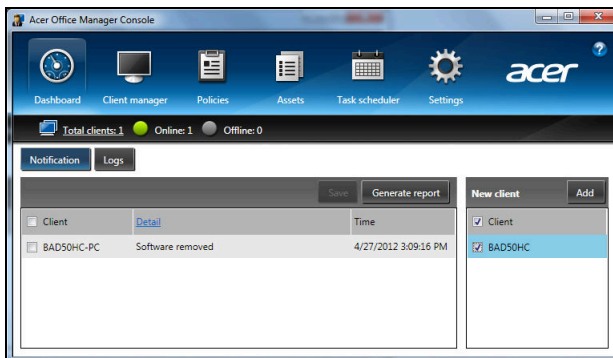 Acer Office Manager Console
acer
Dashboard Client manager Policies Assets Task scheduler Settings
Total clients: 1 Online: 1 Offline: 0
Notification Logs
Save Generate report New client Add
Client Detail Time Client
BAD50HC-PC Software removed 4/27/2012 3:09:16 PM BAD50HC